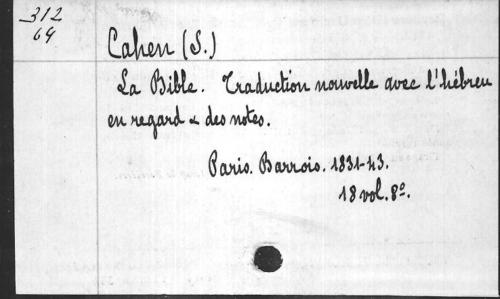 312
64
Cahen (S.)
La Bible. Traduction nouvelle avec l'hébreu
en regard & des notes.
Paris. Barrois. 1831-43.
18 vol. 8º.